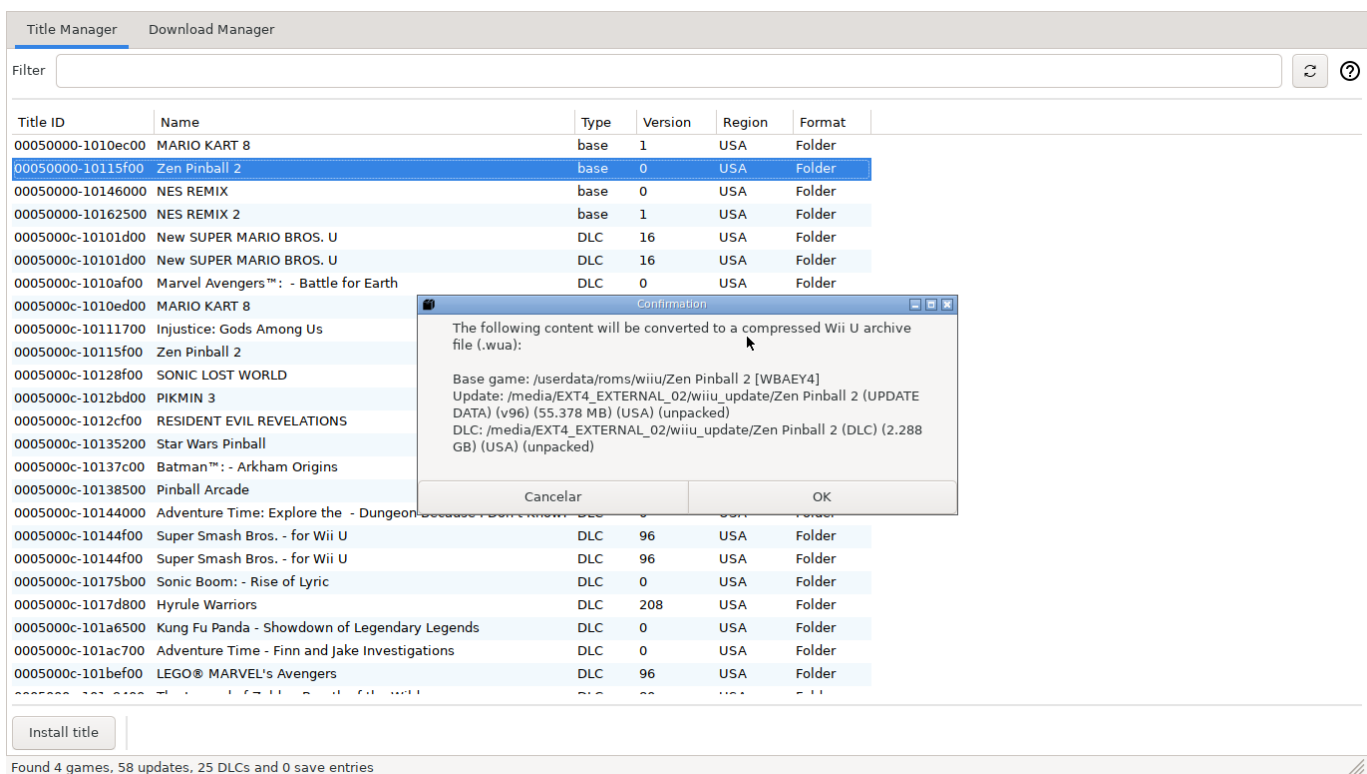 Title Manager Download Manager
Filter
Title ID Name Type Version Region Format
00050000-1010ec00 MARIO KART 8 base 1 USA Folder
00050000-10115f00 Zen Pinball 2 base 0 USA Folder
00050000-10146000 NES REMIX base 0 USA Folder
00050000-10162500 NES REMIX 2 base 1 USA Folder
0005000c-10101d00 New SUPER MARIO BROS. U DLC 16 USA Folder
0005000c-10101d00 New SUPER MARIO BROS. U DLC 16 USA Folder
0005000c-1010af00 Marvel Avengers™: - Battle for Earth DLC 0 USA Folder
0005000c-1010ed00 MARIO KART 8
0005000c-10111700 Injustice: Gods Among Us
0005000c-10115f00 Zen Pinball 2
0005000c-10128f00 SONIC LOST WORLD
0005000c-1012bd00 PIKMIN 3
0005000c-1012cf00 RESIDENT EVIL REVELATIONS
0005000c-10135200 Star Wars Pinball
0005000c-10137c00 Batman™: - Arkham Origins
0005000c-10138500 Pinball Arcade
0005000c-10144000 Adventure Time: Explore the - Dungeon
Confirmation
The following content will be converted to a compressed Wii U archive
file (.wua):
Base game: /userdata/roms/wiiu/Zen Pinball 2 [WBAEY4]
Update: /media/EXT4_EXTERNAL_02/wiiu_update/Zen Pinball 2 (UPDATE
DATA) (v96) (55.378 MB) (USA) (unpacked)
DLC: /media/EXT4_EXTERNAL_02/wiiu_update/Zen Pinball 2 (DLC) (2.288
GB) (USA) (unpacked)
Cancelar OK
0005000c-10144f00 Super Smash Bros. - for Wii U DLC 96 USA Folder
0005000c-10144f00 Super Smash Bros. - for Wii U DLC 96 USA Folder
0005000c-10175b00 Sonic Boom: - Rise of Lyric DLC 0 USA Folder
0005000c-1017d800 Hyrule Warriors DLC 208 USA Folder
0005000c-101a6500 Kung Fu Panda - Showdown of Legendary Legends DLC 0 USA Folder
0005000c-101ac700 Adventure Time - Finn and Jake Investigations DLC 0 USA Folder
0005000c-101bef00 LEGO® MARVEL's Avengers DLC 96 USA Folder
Install title
Found 4 games, 58 updates, 25 DLCs and 0 save entries